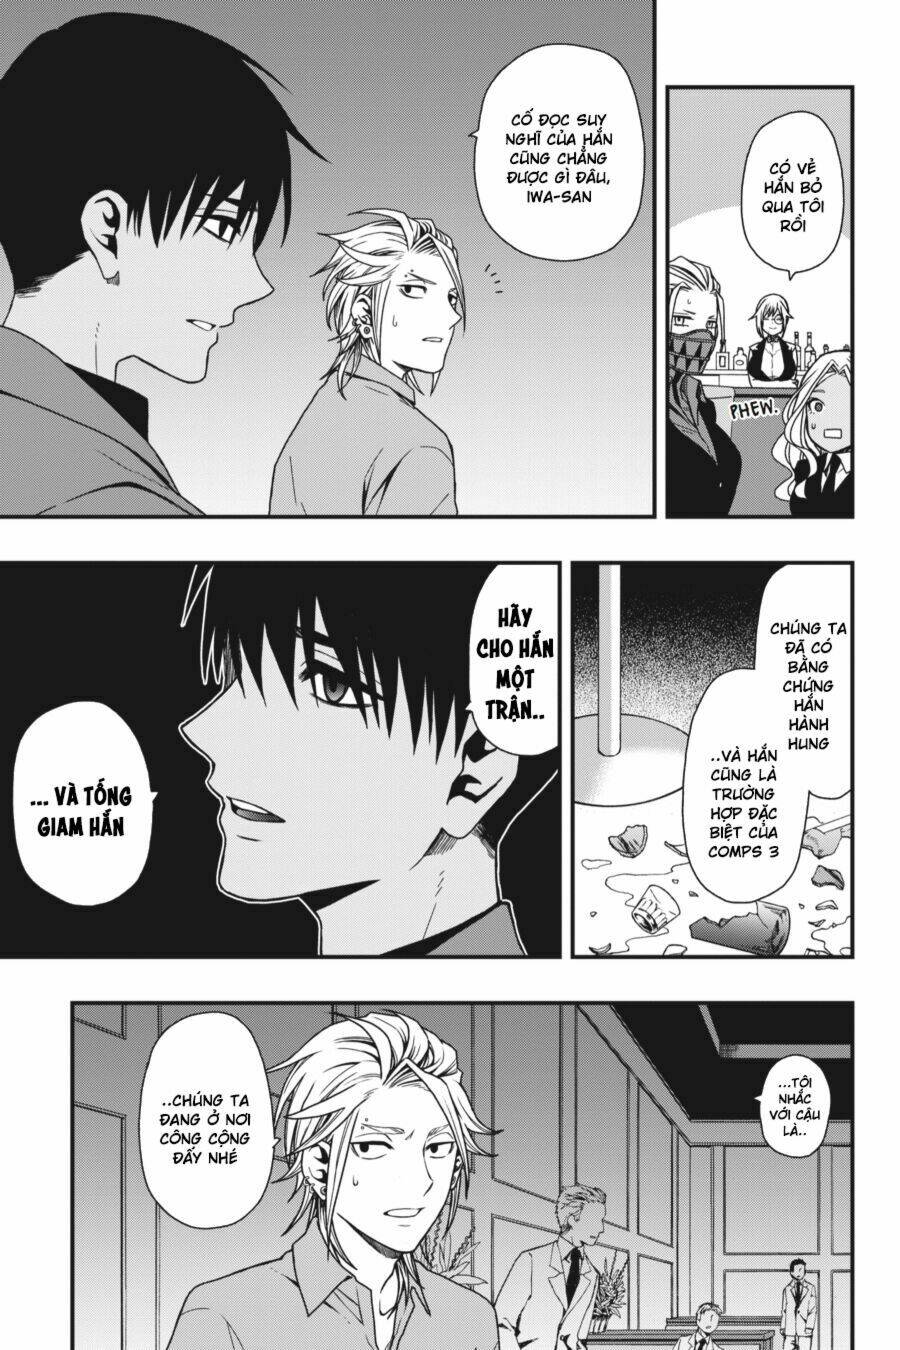 CÓ VẺ
HẮN BỎ
QUA TÔI
RỒI
PHEW.
CỐ ĐỌC SUY
NGHĨ CỦA HẮN
CŨNG CHẲNG
ĐƯỢC GÌ ĐÂU,
IWA-SAN
CHÚNG TA
ĐÃ CÓ
BẰNG
CHỨNG
HẮN
HÀNH
HUNG
..VÀ HẮN
CŨNG LÀ
TRƯỜNG
HỢP ĐẶC
BIỆT CỦA
COMPS 3
HÃY
CHO HẮN
MỘT
TRẬN..
... VÀ TỐNG
GIAM HẮN
...TÔI
NHẮC
VỚI CẬU
LÀ..
..CHÚNG TA
ĐANG Ở NƠI
CÔNG CỘNG
ĐẤY NHÉ